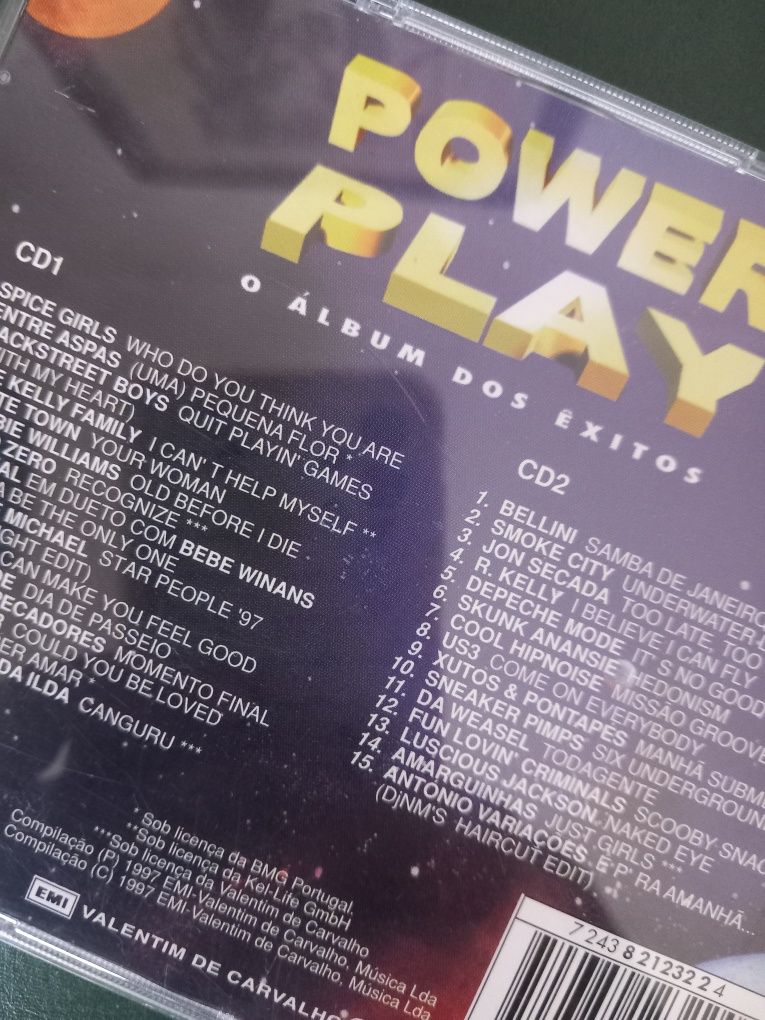 POWER
PLAY
O ÁLBUM DOS ÊXITOS
CD1
SPICE GIRLS WHO DO YOU THINK YOU ARE
ENTRE ASPAS (UMA) PEQUENA FLOR *
BACKSTREET BOYS QUIT PLAYIN' GAMES
WITH MY HEART)
KELLY FAMILY I CAN' T HELP MYSELF **
TOWN YOUR WOMAN
WILLIAMS OLD BEFORE I DIE
ZERO RECOGNIZE ***
EM DUETO COM BEBE WINANS
BE THE ONLY ONE
MICHAEL STAR PEOPLE '97
EDIT)
CAN MAKE YOU FEEL GOOD
DIA DE PASSEIO
PECADORES MOMENTO FINAL
COULD YOU BE LOVED
AMAR *
DA ILDA CANGURU ***
CD2
1. BELLINI SAMBA DE JANEIRO
2. SMOKE CITY UNDERWATER
3. JON SECADA TOO LATE, TOO
4. R. KELLY I BELIEVE I CAN FLY
5. DEPECHE MODE IT´S NO GOOD
6. SKUNK ANANSIE HEDONISM
7. COOL HIPNOISE MISSÃO GROOVE
8. US3 COME ON EVERYBODY
9. XUTOS & PONTAPES MANHÃ
10. SNEAKER PIMPS SIX UNDERGROUND
11. DA WEASEL TODAGENTE
12. FUN LOVIN' CRIMINALS SCOOBY
13. LUSCIOUS JACKSON NAKED EYE
14. AMARGUINHAS JUST GIRLS ***
15. ANTÓNIO VARIAÇÕES É P' RA AMANHÃ...
(DjNM'S HAIRCUT EDIT)
* Sob licença da BMG Portugal
**Sob licença da Kel-Life GmbH
***Sob licença da Valentim de Carvalho
Compilação (P) 1997 EMI-Valentim de Carvalho, Música Lda
Compilação (C) 1997 EMI-Valentim de Carvalho, Música Lda
EMI VALENTIM DE CARVALHO
7 24382 12322 4